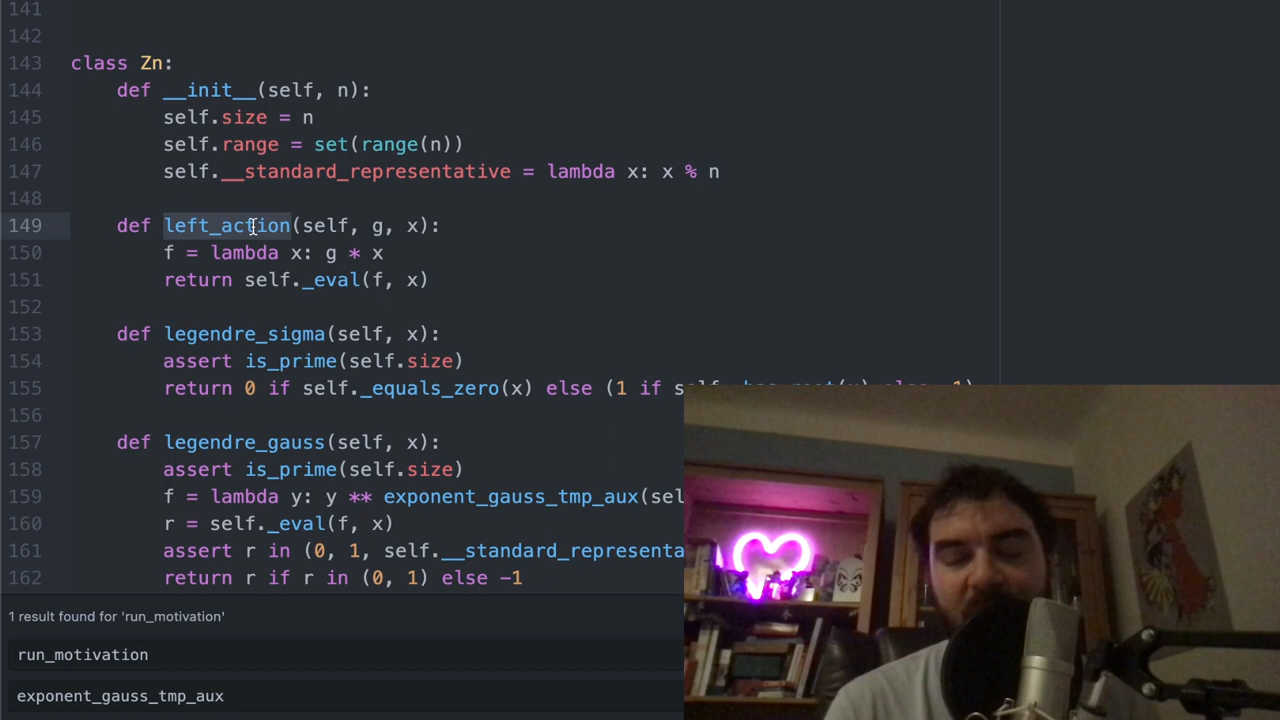 141
142
143 class Zn:
144 def __init__(self, n):
145 self.size = n
146 self.range = set(range(n))
147 self.__standard_representative = lambda x: x % n
148
149 def left_action(self, g, x):
150 f = lambda x: g * x
151 return self._eval(f, x)
152
153 def legendre_sigma(self, x):
154 assert is_prime(self.size)
155 return 0 if self._equals_zero(x) else (1 if
156
157 def legendre_gauss(self, x):
158 assert is_prime(self.size)
159 f = lambda y: y ** exponent_gauss_tmp_aux(sel
160 r = self._eval(f, x)
161 assert r in (0, 1, self.__standard_representa
162 return r if r in (0, 1) else -1
1 result found for 'run_motivation'
run_motivation
exponent_gauss_tmp_aux